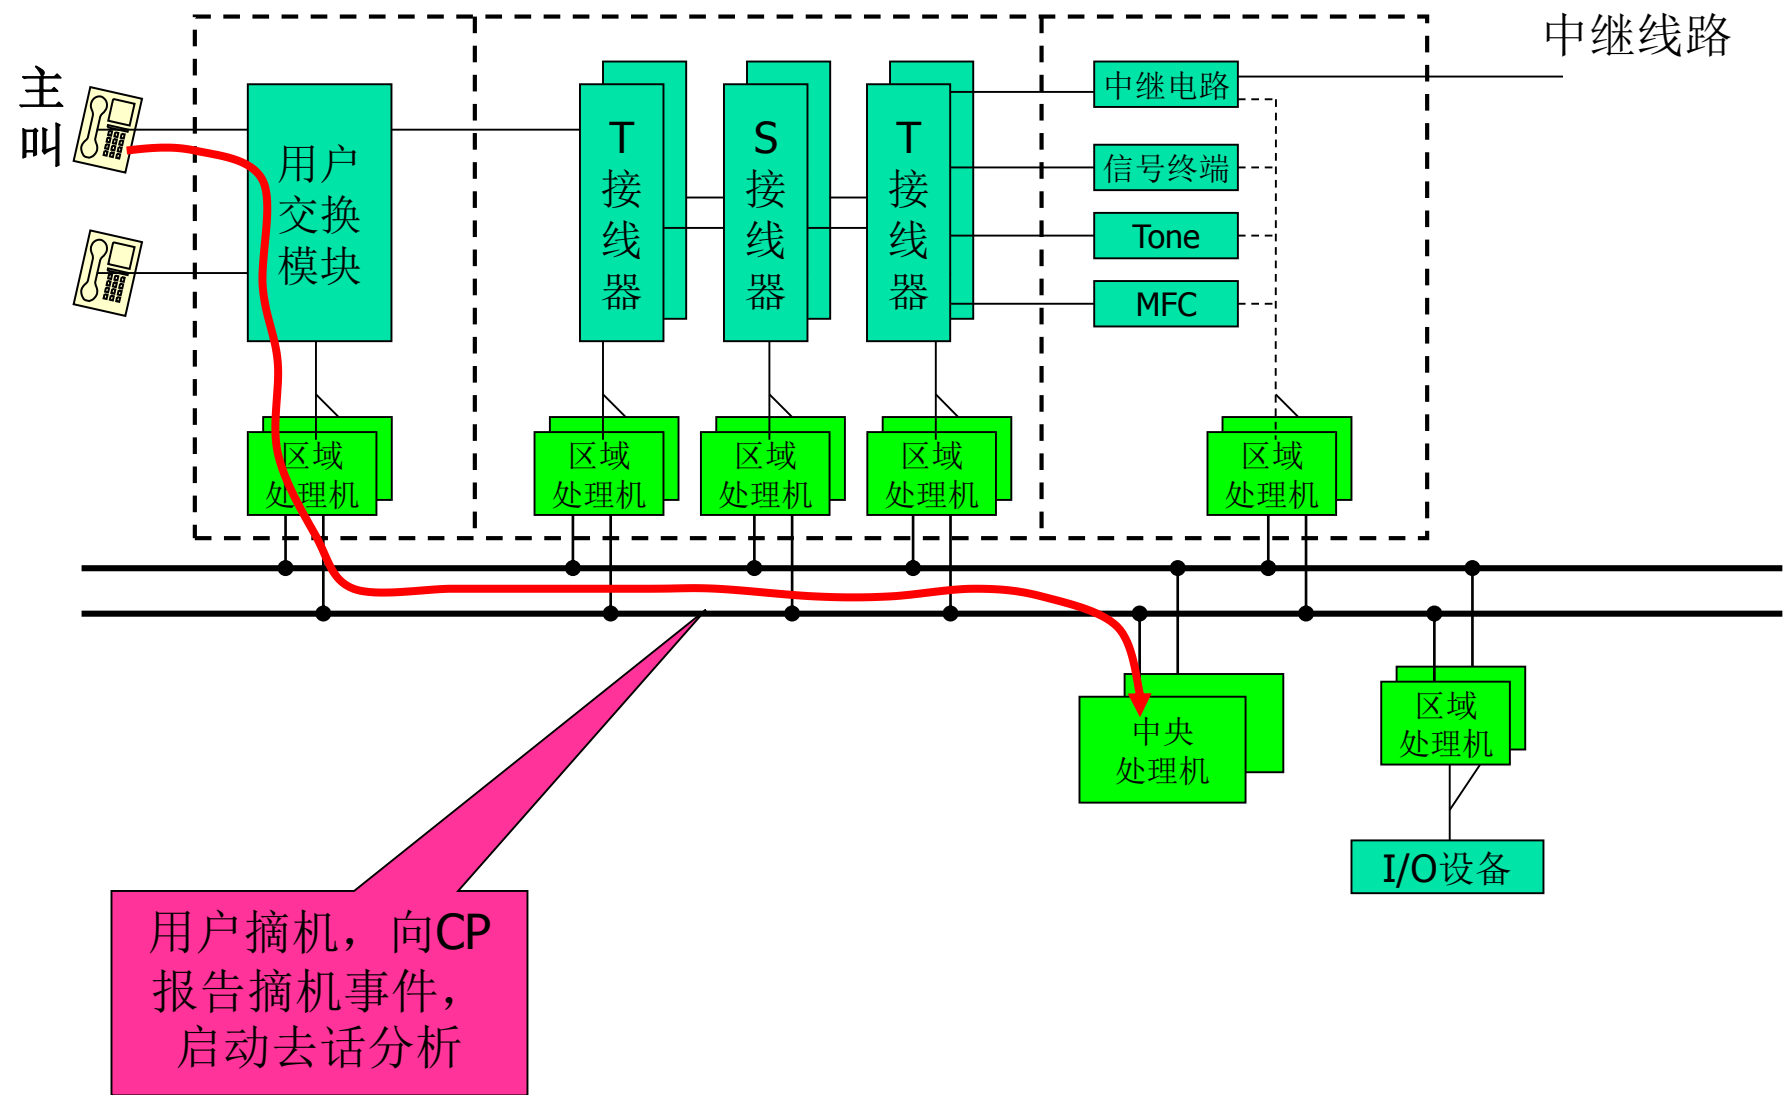 中继线路
主
叫
用户
交换
模块
T
接
线
器
S
接
线
器
T
接
线
器
中继电路
信号终端
Tone
MFC
区域
处理机
区域
处理机
区域
处理机
区域
处理机
区域
处理机
中央
处理机
区域
处理机
I/O设备
用户摘机，向CP
报告摘机事件，
启动去话分析